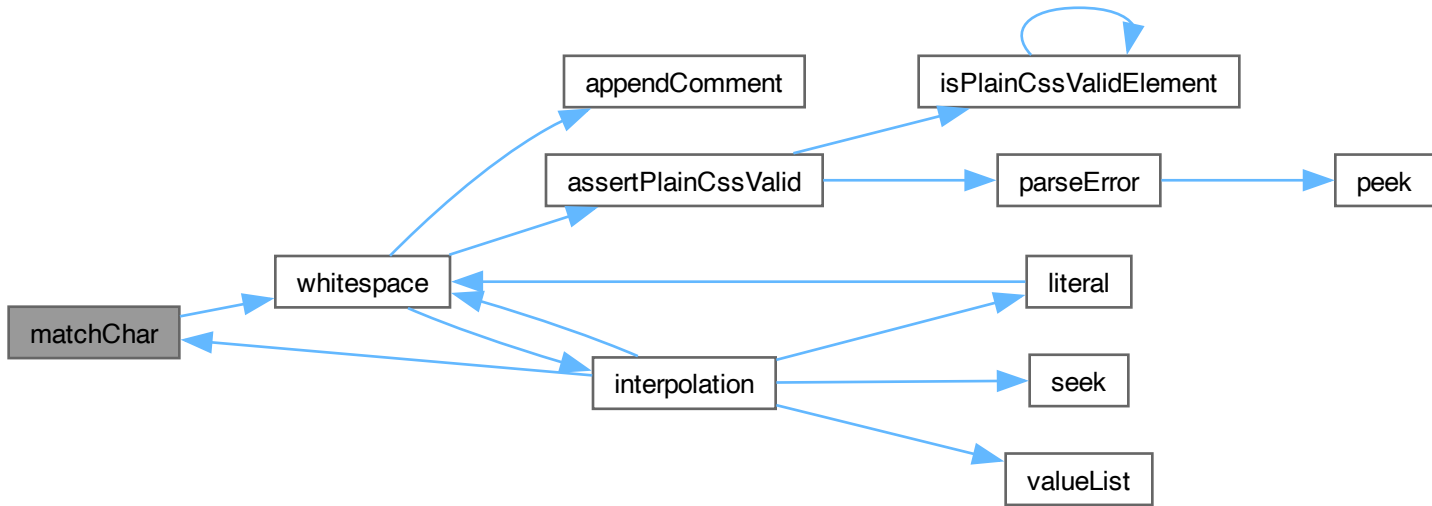 appendComment
isPlainCssValidElement
assertPlainCssValid
parseError
peek
whitespace
literal
matchChar
interpolation
seek
valueList